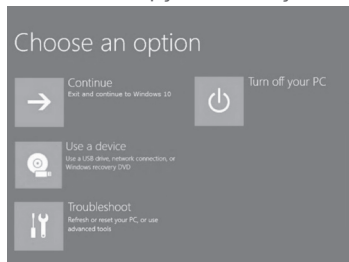 Choose an option
Continue
Exit and continue to Windows 10
Turn off your PC
Use a device
Use a USB drive, network connection, or
Windows recovery DVD
Troubleshoot
Refresh or reset your PC, or use
advanced tools